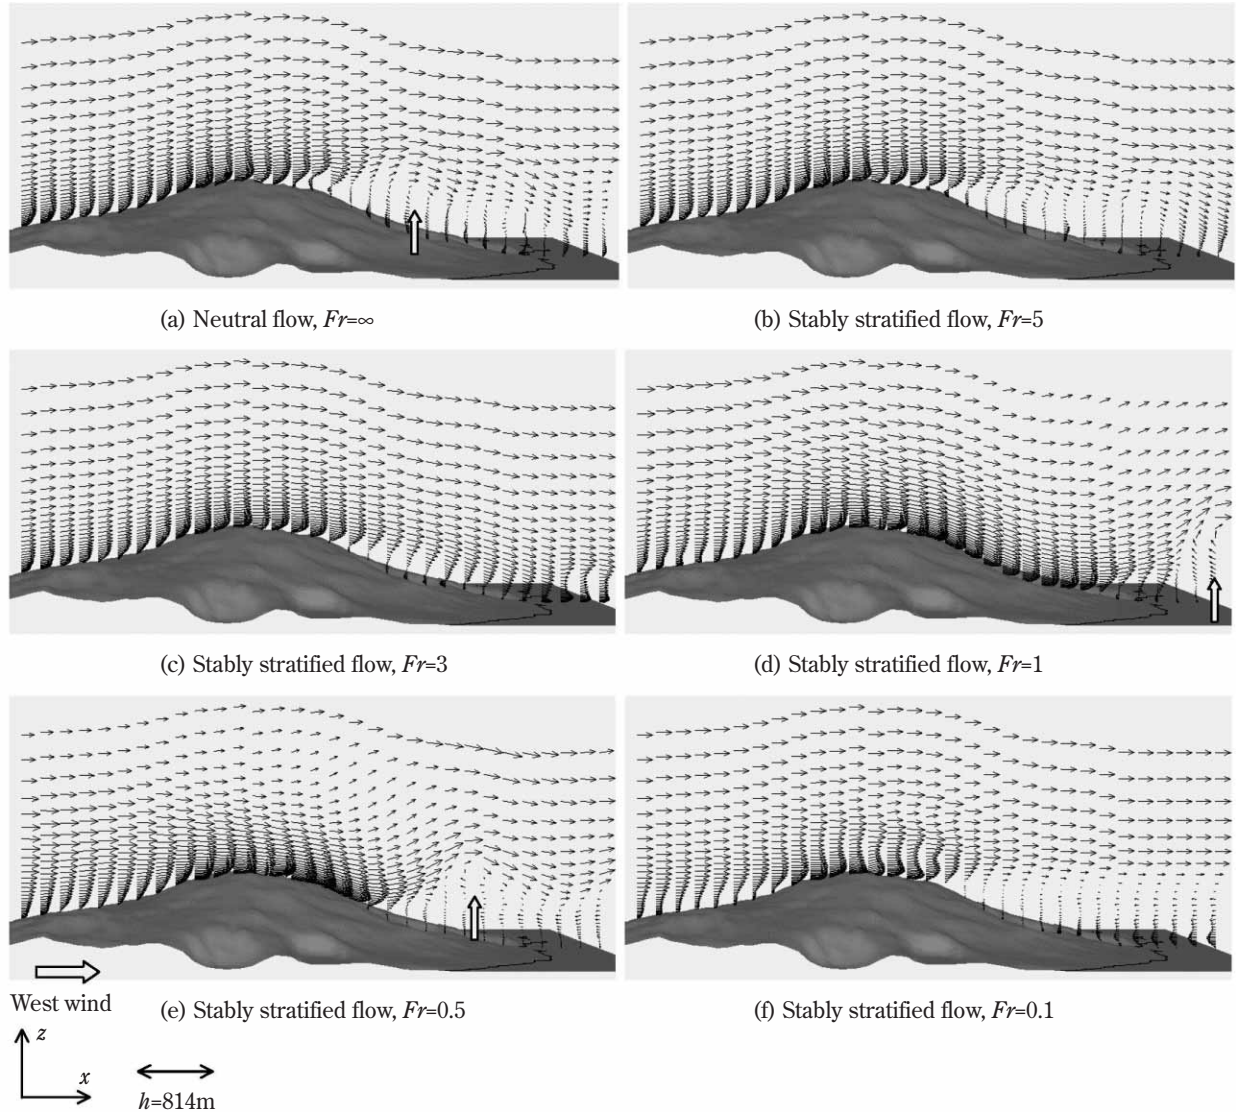 (a) Neutral flow, Fr=∞
(b) Stably stratified flow, Fr=5
(c) Stably stratified flow, Fr=3
(d) Stably stratified flow, Fr=1
West wind
(e) Stably stratified flow, Fr=0.5
(f) Stably stratified flow, Fr=0.1
z
x
h=814m